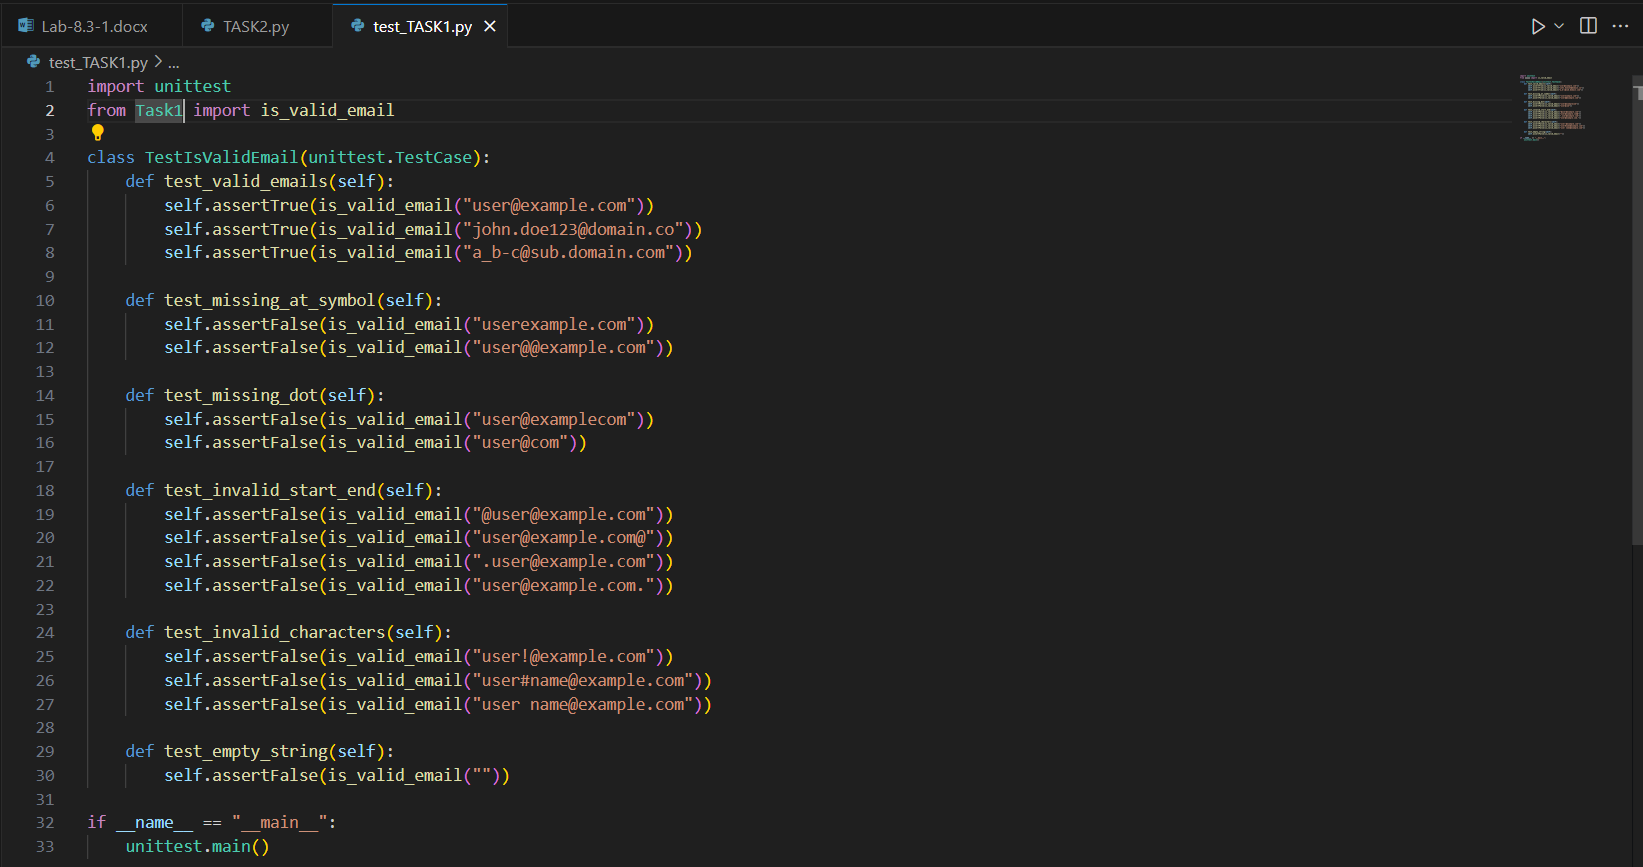 Lab-8.3-1.docx TASK2.py test_TASK1.py
test_TASK1.py > ...
1 import unittest
2 from Task1 import is_valid_email
3
4 class TestIsValidEmail(unittest.TestCase):
5     def test_valid_emails(self):
6         self.assertTrue(is_valid_email("user@example.com"))
7         self.assertTrue(is_valid_email("john.doe123@domain.co"))
8         self.assertTrue(is_valid_email("a_b-c@sub.domain.com"))
9
10     def test_missing_at_symbol(self):
11         self.assertFalse(is_valid_email("userexample.com"))
12         self.assertFalse(is_valid_email("user@@example.com"))
13
14     def test_missing_dot(self):
15         self.assertFalse(is_valid_email("user@examplecom"))
16         self.assertFalse(is_valid_email("user@com"))
17
18     def test_invalid_start_end(self):
19         self.assertFalse(is_valid_email("@user@example.com"))
20         self.assertFalse(is_valid_email("user@example.com@"))
21         self.assertFalse(is_valid_email(".user@example.com"))
22         self.assertFalse(is_valid_email("user@example.com."))
23
24     def test_invalid_characters(self):
25         self.assertFalse(is_valid_email("user!@example.com"))
26         self.assertFalse(is_valid_email("user#name@example.com"))
27         self.assertFalse(is_valid_email("user name@example.com"))
28
29     def test_empty_string(self):
30         self.assertFalse(is_valid_email(""))
31
32 if __name__ == "__main__":
33     unittest.main()